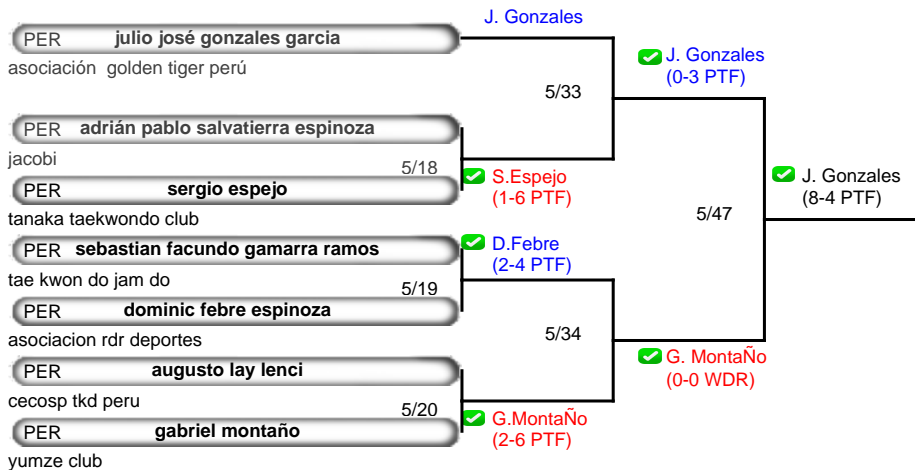 J. Gonzales
PER julio josé gonzales garcia
asociación golden tiger perú
J. Gonzales
(0-3 PTF)
5/33
PER adrián pablo salvatierra espinoza
jacobi
5/18
PER sergio espejo
tanaka taekwondo club
S.Espejo
(1-6 PTF)
J. Gonzales
(8-4 PTF)
5/47
PER sebastian facundo gamarra ramos
tae kwon do jam do
D.Febre
(2-4 PTF)
5/19
PER dominic febre espinoza
asociacion rdr deportes
5/34
PER augusto lay lenci
cecosp tkd peru
G. MontaÑo
(0-0 WDR)
5/20
PER gabriel montaño
yumze club
G.MontaÑo
(2-6 PTF)